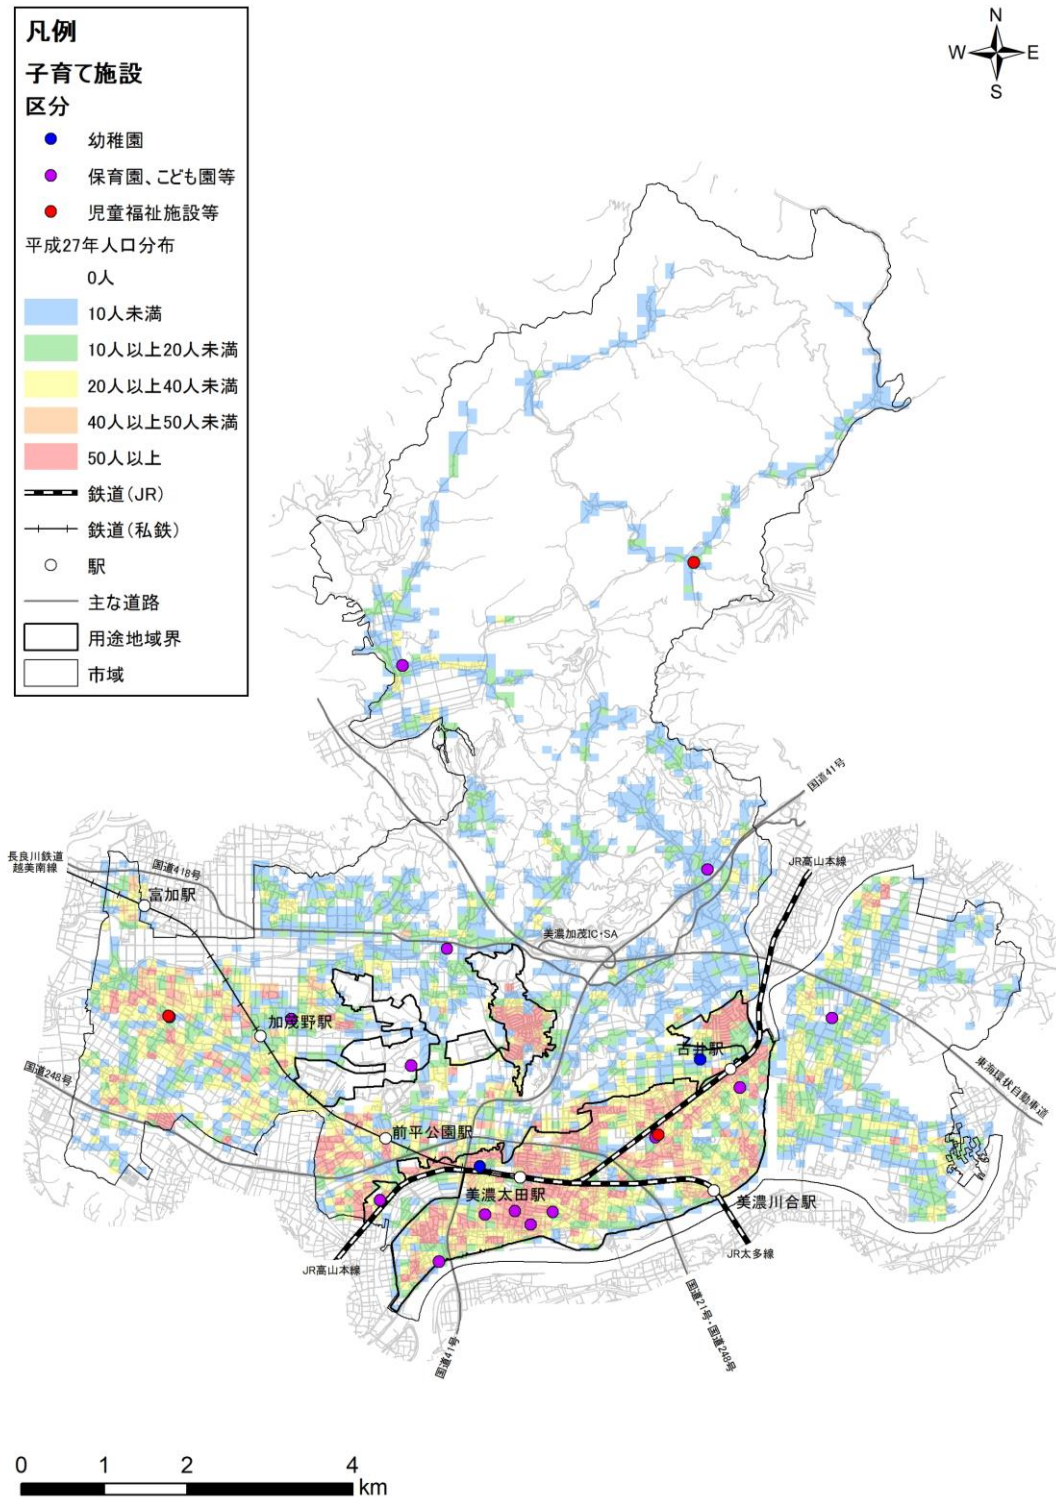 凡例
子育て施設
区分
幼稚園
保育園、こども園等
児童福祉施設等
平成27年人口分布
0人
10人未満
10人以上20人未満
20人以上40人未満
40人以上50人未満
50人以上
鉄道(JR)
鉄道(私鉄)
駅
主な道路
用途地域界
市域
N
W
E
S
国道41号
JR高山本線
長良川鉄道
越美南線
国道418号
富加駅
美濃加茂IC・SA
加茂野駅
古井駅
国道248号
東海環状自動車道
前平公園駅
美濃太田駅
美濃川合駅
JR高山本線
JR太多線
国道41号
国道21号・国道248号
0
1
2
4
km